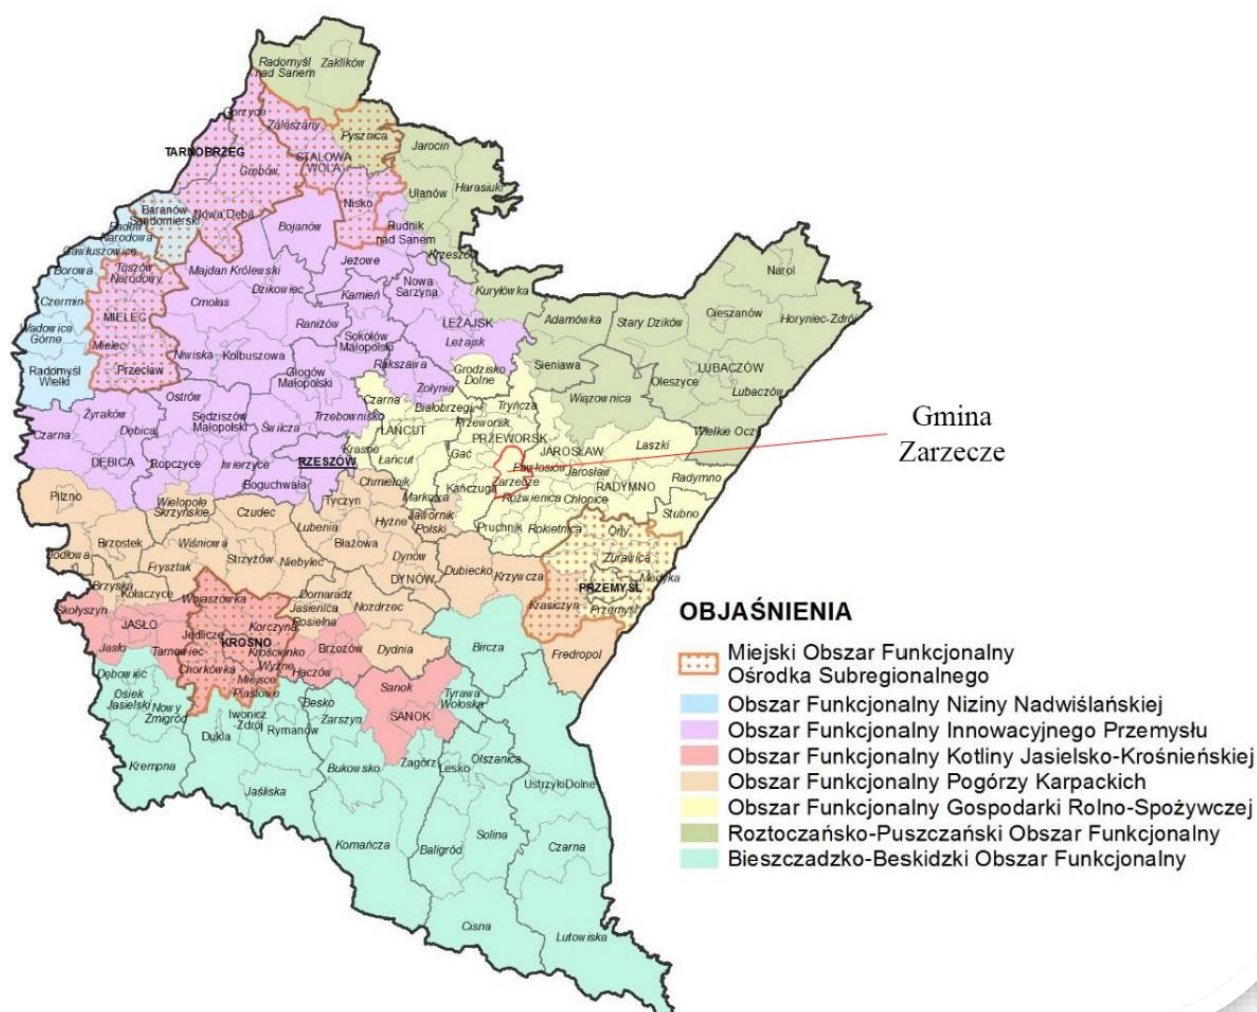 Radomyśl
nad Sanem
Zaklików
Gorzyce
Zaleszany
Pysznica
TARNOBRZEG
STALOWA
WOLA
Jarocin
Grębów
Ulanów
Harasiuki
Nisko
Baranów
Sandomierski
Nowa Dęba
Bojanów
Rudnik
nad Sanem
Padew
Narodowa
Gawłuszowice
Krzeszów
Borowa
Tuszów
Narodowy
Majdan Królewski
Jeżowe
Narol
Czermin
Cmolas
Dzikowiec
Kamień
Nowa
Sarzyna
Kuryłówka
Cieszanów
Horyniec-Zdrój
Wadowice
Górne
MIELEC
Raniżów
LEŻAJSK
Adamówka
Stary Dzików
Mielec
Niwiska
Kolbuszowa
Sokołów
Małopolski
Leżajsk
Radomyśl
Wielki
Przecław
Głogów
Małopolski
Rakszawa
Grodzisko
Dolne
Sieniawa
Oleszyce
LUBACZÓW
Lubaczów
Ostrów
Żołynia
Wiązownica
Żyraków
Sędziszów
Małopolski
Świlcza
Trzebownisko
Czarna
Białobrzegi
Tryńcza
Wielkie Oczy
Czarna
Dębica
ŁAŃCUT
Przeworsk
PRZEWORSK
JAROSŁAW
Laszki
Gmina
Zarzecze
DĘBICA
Ropczyce
Iwierzyce
RZESZÓW
Krasne
Łańcut
Gać
Pawłosiów
Jarosław
Radymno
Boguchwała
Chmielnik
Kańczuga
Zarzecze
RADYMNO
Pilzno
Wielopole
Skrzyńskie
Czudec
Tyczyn
Markowa
Roźwienica
Chłopice
Stubno
Lubenia
Hyżne
Jawornik
Polski
Pruchnik
Rokietnica
Orły
Jodłowa
Brzostek
Wiśniowa
Błażowa
Żurawica
Frysztak
Strzyżów
Niebylec
Dynów
Dubiecko
Krzywcza
Medyka
Brzyska
Kołaczyce
Domaradz
DYNÓW
PRZEMYŚL
Skołyszyn
Wojaszówka
Jasienica
Rosielna
Nozdrzec
Krasiczyn
Przemyśl
JASŁO
Jedlicze
Korczyna
KROSNO
Jasło
Tarnowiec
Krościenko
Wyżne
Brzozów
Dydnia
Bircza
Fredropol
Dębowiec
Chorkówka
Miejsce
Piastowe
Haczów
Osiek
Jasielski
Nowy
Żmigród
Iwonicz
Zdrój
Rymanów
Besko
Zarszyn
Sanok
SANOK
Tyrawa
Wołoska
Dukla
Krempna
Jaśliska
Bukowsko
Zagórz
Lesko
Olszanica
Ustrzyki Dolne
Komańcza
Baligród
Solina
Czarna
Cisna
Lutowiska
OBJAŚNIENIA
Miejski Obszar Funkcjonalny
Ośrodka Subregionalnego
Obszar Funkcjonalny Niziny Nadwiślańskiej
Obszar Funkcjonalny Innowacyjnego Przemysłu
Obszar Funkcjonalny Kotliny Jasielsko-Krośnieńskiej
Obszar Funkcjonalny Pogórzy Karpackich
Obszar Funkcjonalny Gospodarki Rolno-Spożywczej
Roztoczańsko-Puszczański Obszar Funkcjonalny
Bieszczadzko-Beskidzki Obszar Funkcjonalny